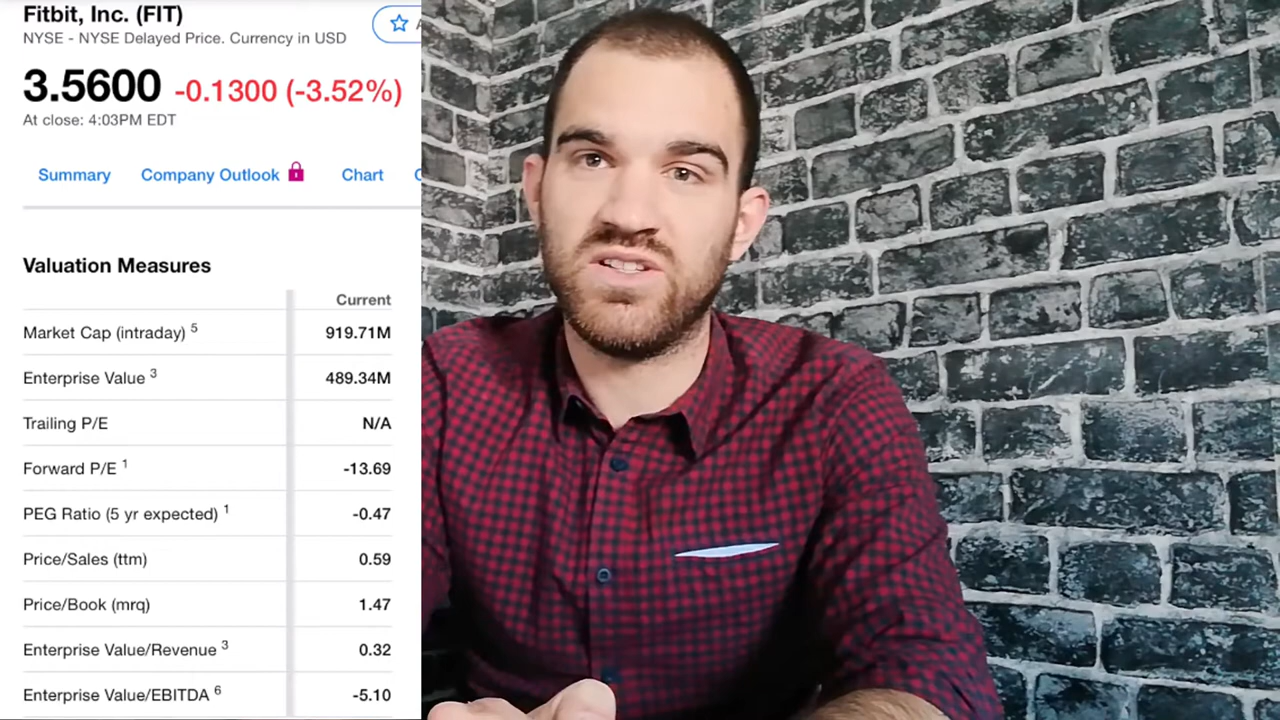 Fitbit, Inc. (FIT)
NYSE - NYSE Delayed Price. Currency in USD
3.5600 -0.1300 (-3.52%)
At close: 4:03PM EDT
Summary Company Outlook Chart
Valuation Measures
Current
Market Cap (intraday) 5 919.71M
Enterprise Value 3 489.34M
Trailing P/E N/A
Forward P/E 1 -13.69
PEG Ratio (5 yr expected) 1 -0.47
Price/Sales (ttm) 0.59
Price/Book (mrq) 1.47
Enterprise Value/Revenue 3 0.32
Enterprise Value/EBITDA 6 -5.10